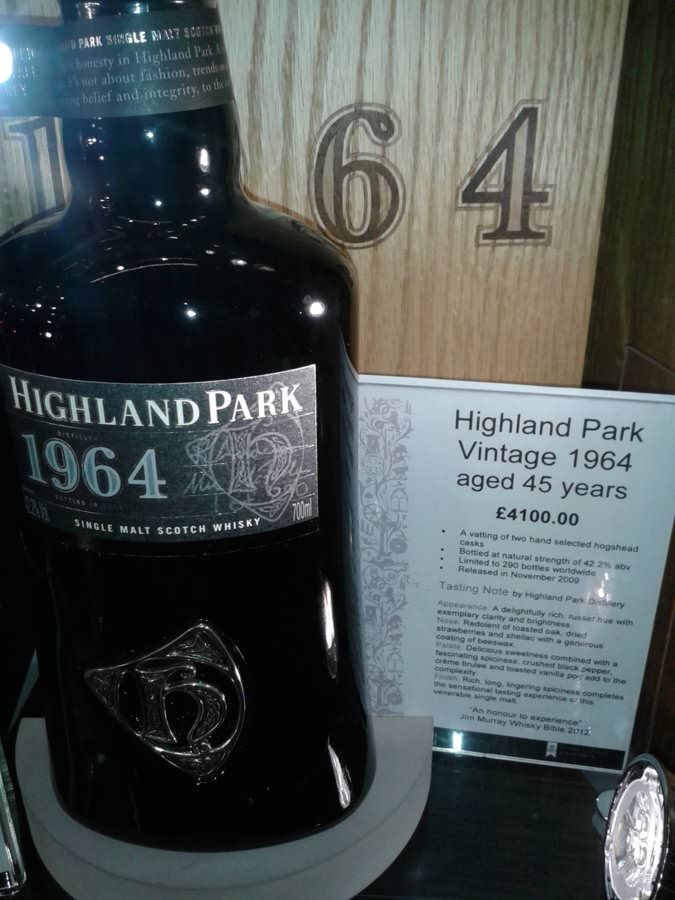 PARK SINGLE MALT SCOTCH
honesty in Highland Park.
not about fashion, trends
belief and integrity, to the
64
HIGHLAND PARK
1964
700ml
SINGLE MALT SCOTCH WHISKY
H
Highland Park
Vintage 1964
aged 45 years
£4100.00
• A vatting of two hand selected hogshead
casks
• Bottled at natural strength of 42.2% abv
• Limited to 290 bottles worldwide
• Released in November 2009
Tasting Note by Highland Park Distillery
Appearance: A delightfully rich, russet hue with
exemplary clarity and brightness.
Nose: Redolent of toasted oak, dried
strawberries and shellac with a generous
coating of beeswax.
Palate: Delicious sweetness combined with a
fascinating spiciness; crushed black pepper,
crème brulee and toasted vanilla pod add to the
complexity.
Finish: Rich, long, lingering spiciness completes
the sensational tasting experience of this
venerable single malt.
"An honour to experience"
Jim Murray Whisky Bible 2012